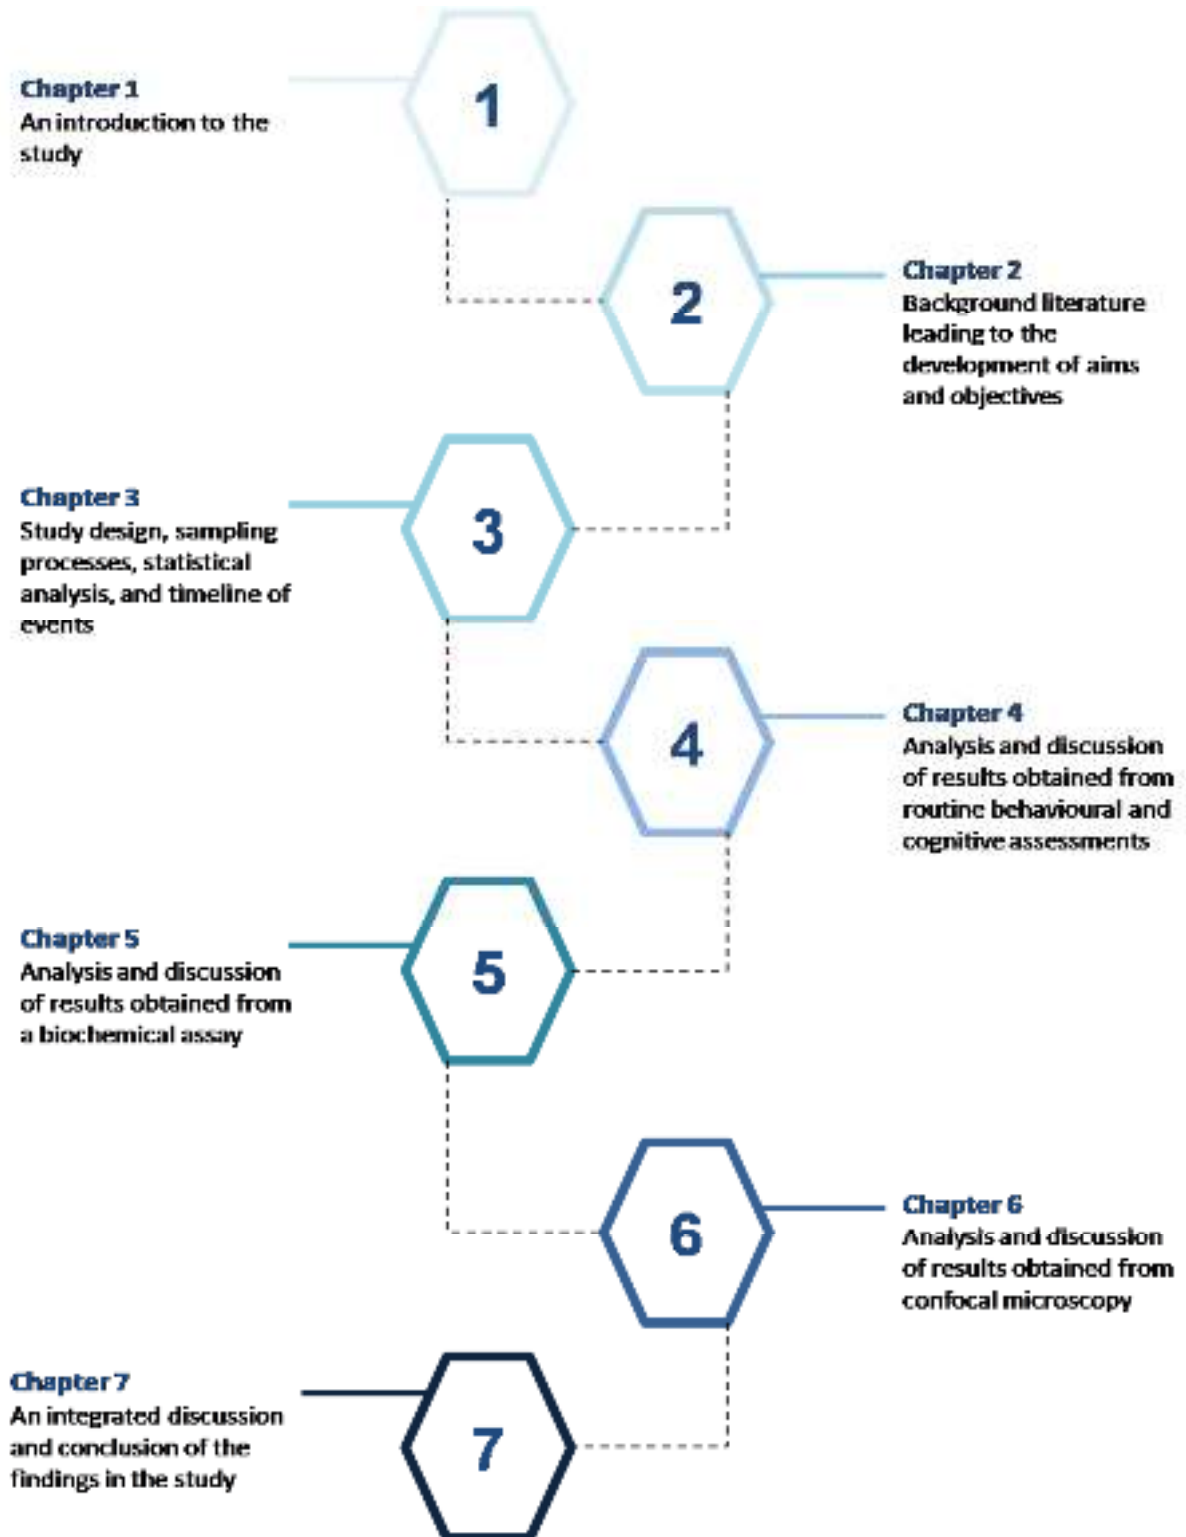 Chapter 1
An introduction to the
study
1
2
Chapter 2
Background literature
leading to the
development of aims
and objectives
Chapter 3
Study design, sampling
processes, statistical
analysis, and timeline of
events
3
4
Chapter 4
Analysis and discussion
of results obtained from
routine behavioural and
cognitive assessments
Chapter 5
Analysis and discussion
of results obtained from
a biochemical assay
5
6
Chapter 6
Analysis and discussion
of results obtained from
confocal microscopy
Chapter 7
An integrated discussion
and conclusion of the
findings in the study
7